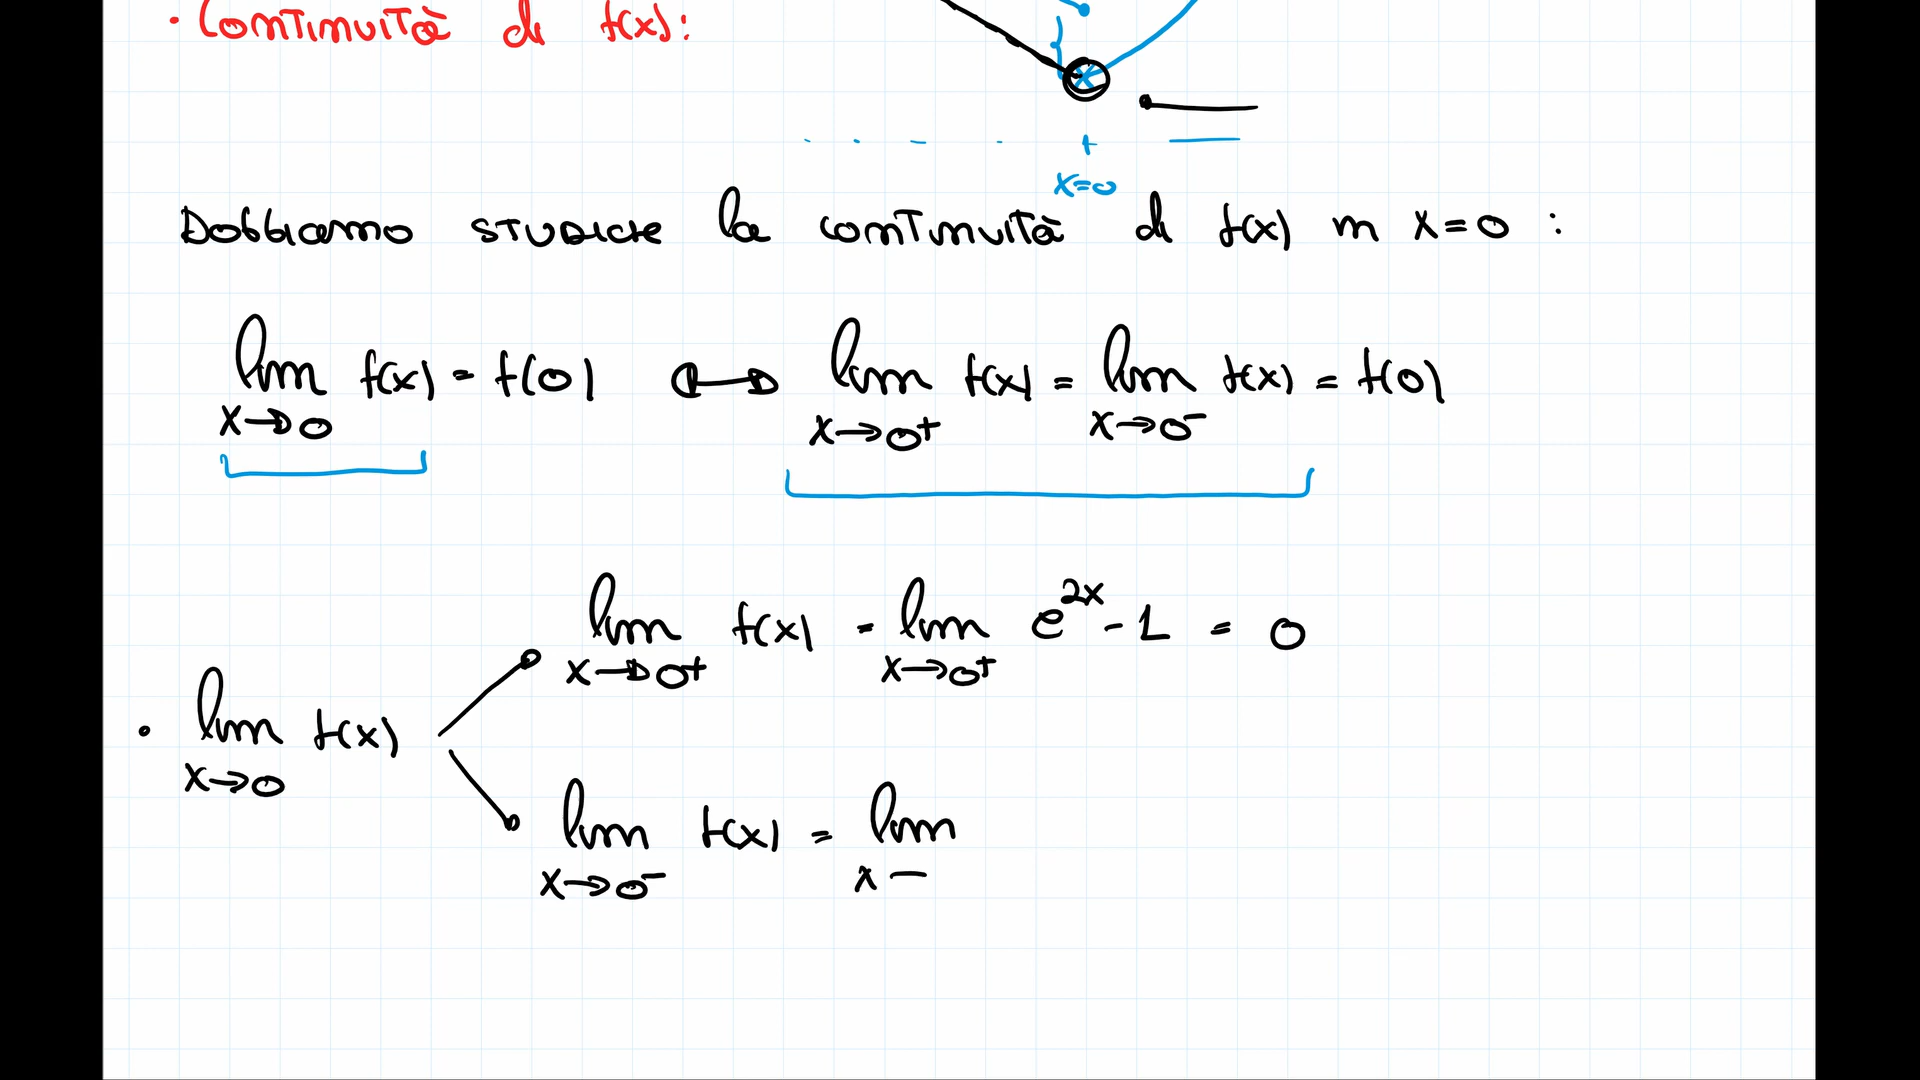 • Continuità di f(x):
x=0
Dobbiamo studiare la continuità di f(x) in x=0 :
lim f(x) = f(0) ↔ lim f(x) = lim f(x) = f(0)
x→0 x→0⁺ x→0⁻
lim f(x) = lim e^2x - 1 = 0
x→0⁺ x→0⁺
• lim f(x)
x→0
lim f(x) = lim
x→0⁻ x —